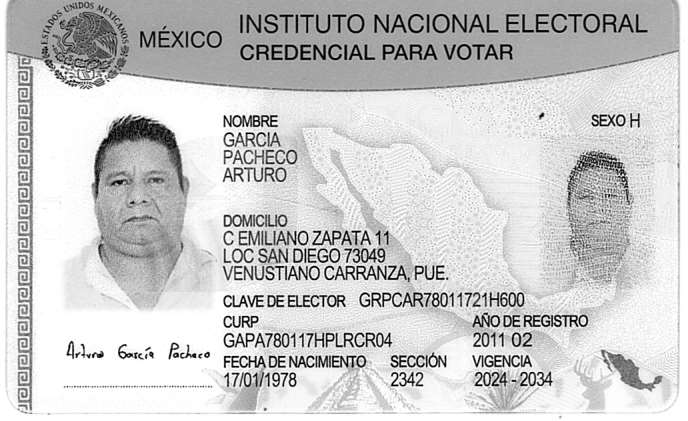 ESTADOS UNIDOS MEXICANOS
MÉXICO
INSTITUTO NACIONAL ELECTORAL
CREDENCIAL PARA VOTAR
NOMBRE
GARCIA
PACHECO
ARTURO
SEXO H
DOMICILIO
C EMILIANO ZAPATA 11
LOC SAN DIEGO 73049
VENUSTIANO CARRANZA, PUE.
CLAVE DE ELECTOR GRPCAR78011721H600
CURP
GAPA780117HPLRCR04
AÑO DE REGISTRO
2011 02
FECHA DE NACIMIENTO
17/01/1978
SECCIÓN
2342
VIGENCIA
2024 - 2034
Arturo García Pacheco